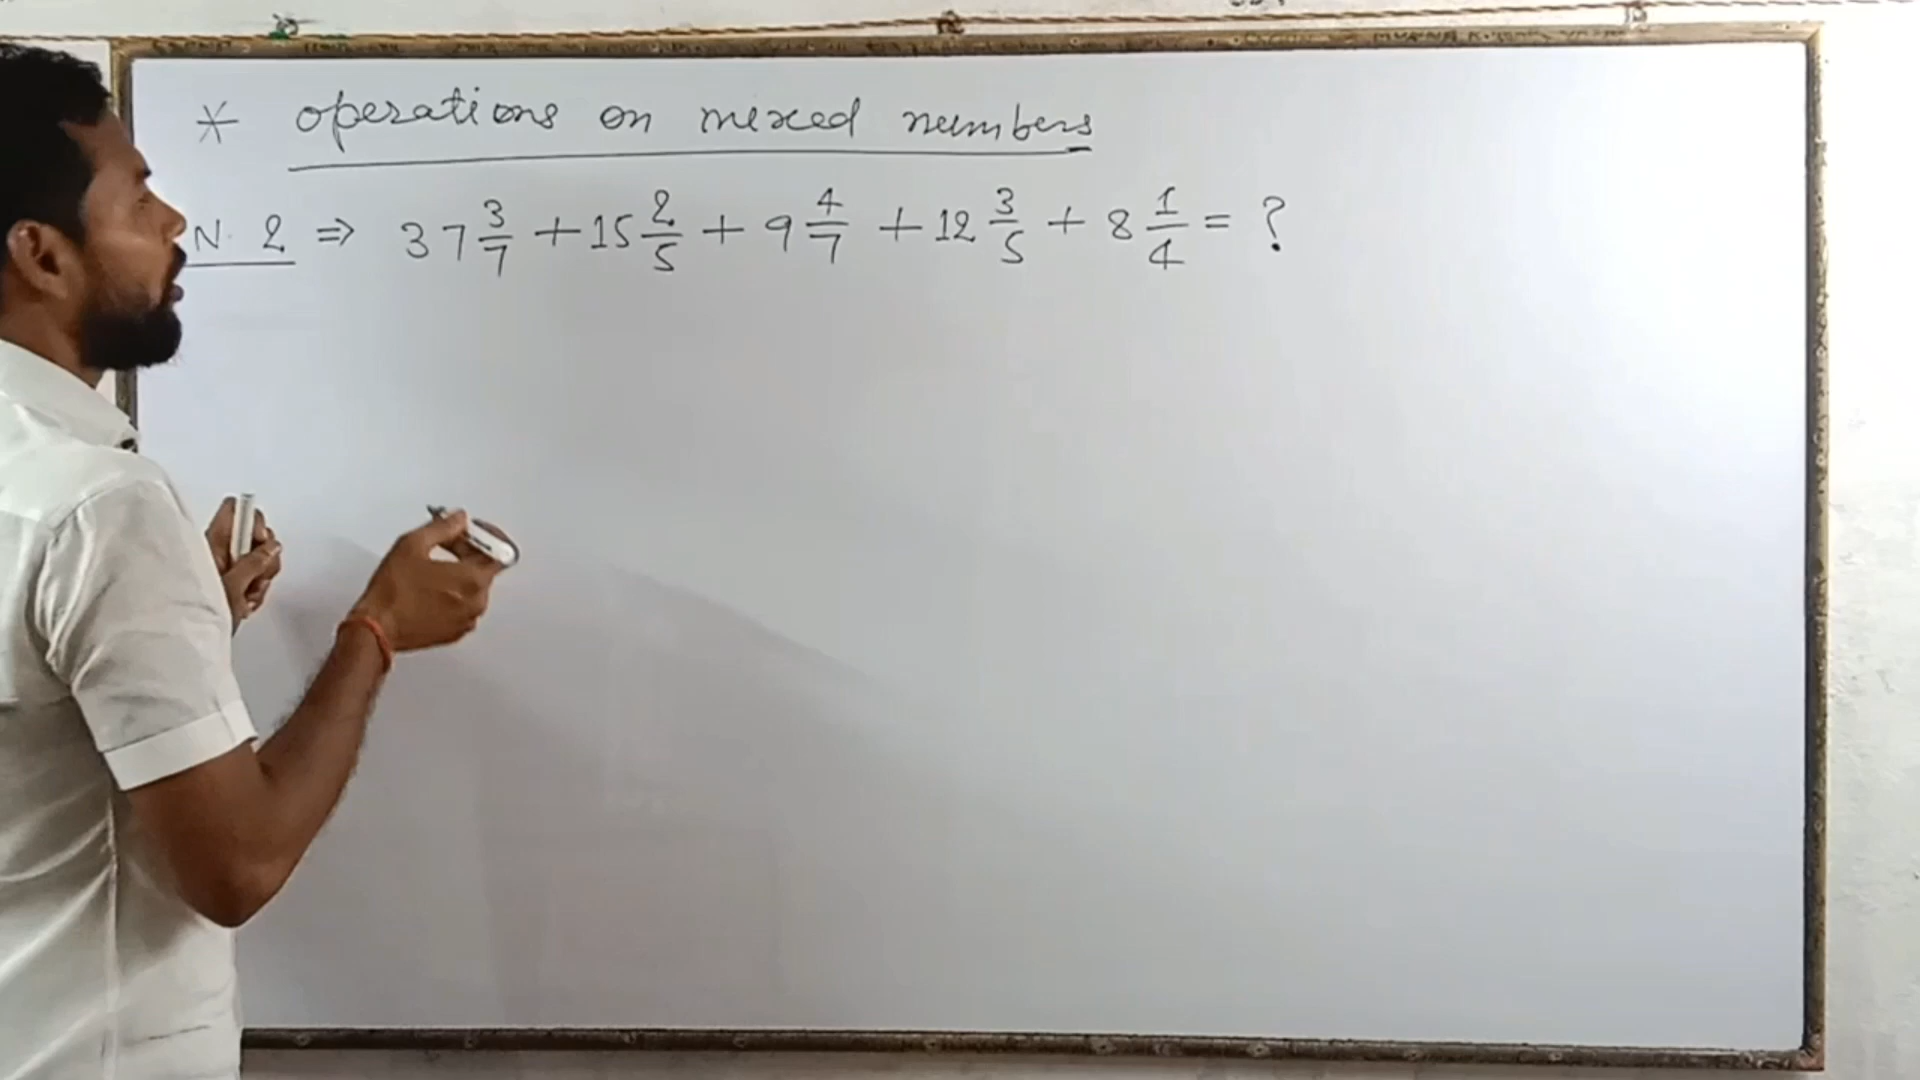 * operations on mixed numbers
N. 2 ⇒ 37 3/7 + 15 2/5 + 9 4/7 + 12 3/5 + 8 1/4 = ?